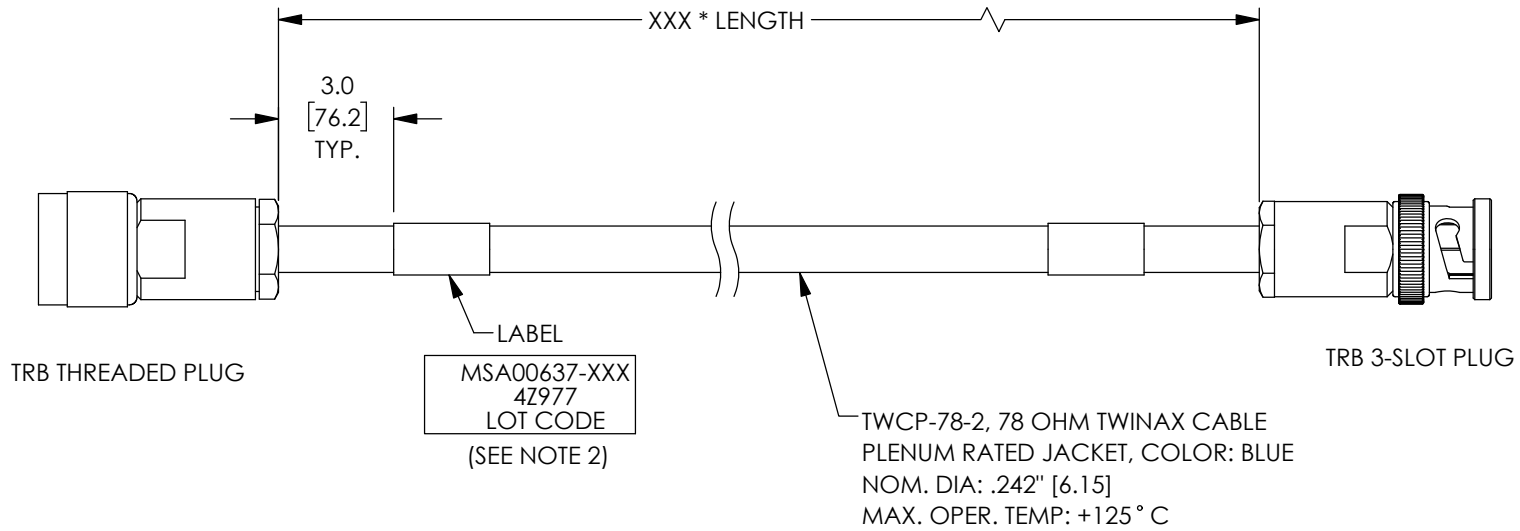 XXX * LENGTH
3.0
[76.2]
TYP.
TRB THREADED PLUG
LABEL
MSA00637-XXX
4Z977
LOT CODE
(SEE NOTE 2)
TWCP-78-2, 78 OHM TWINAX CABLE
PLENUM RATED JACKET, COLOR: BLUE
NOM. DIA: .242" [6.15]
MAX. OPER. TEMP: +125° C
TRB 3-SLOT PLUG